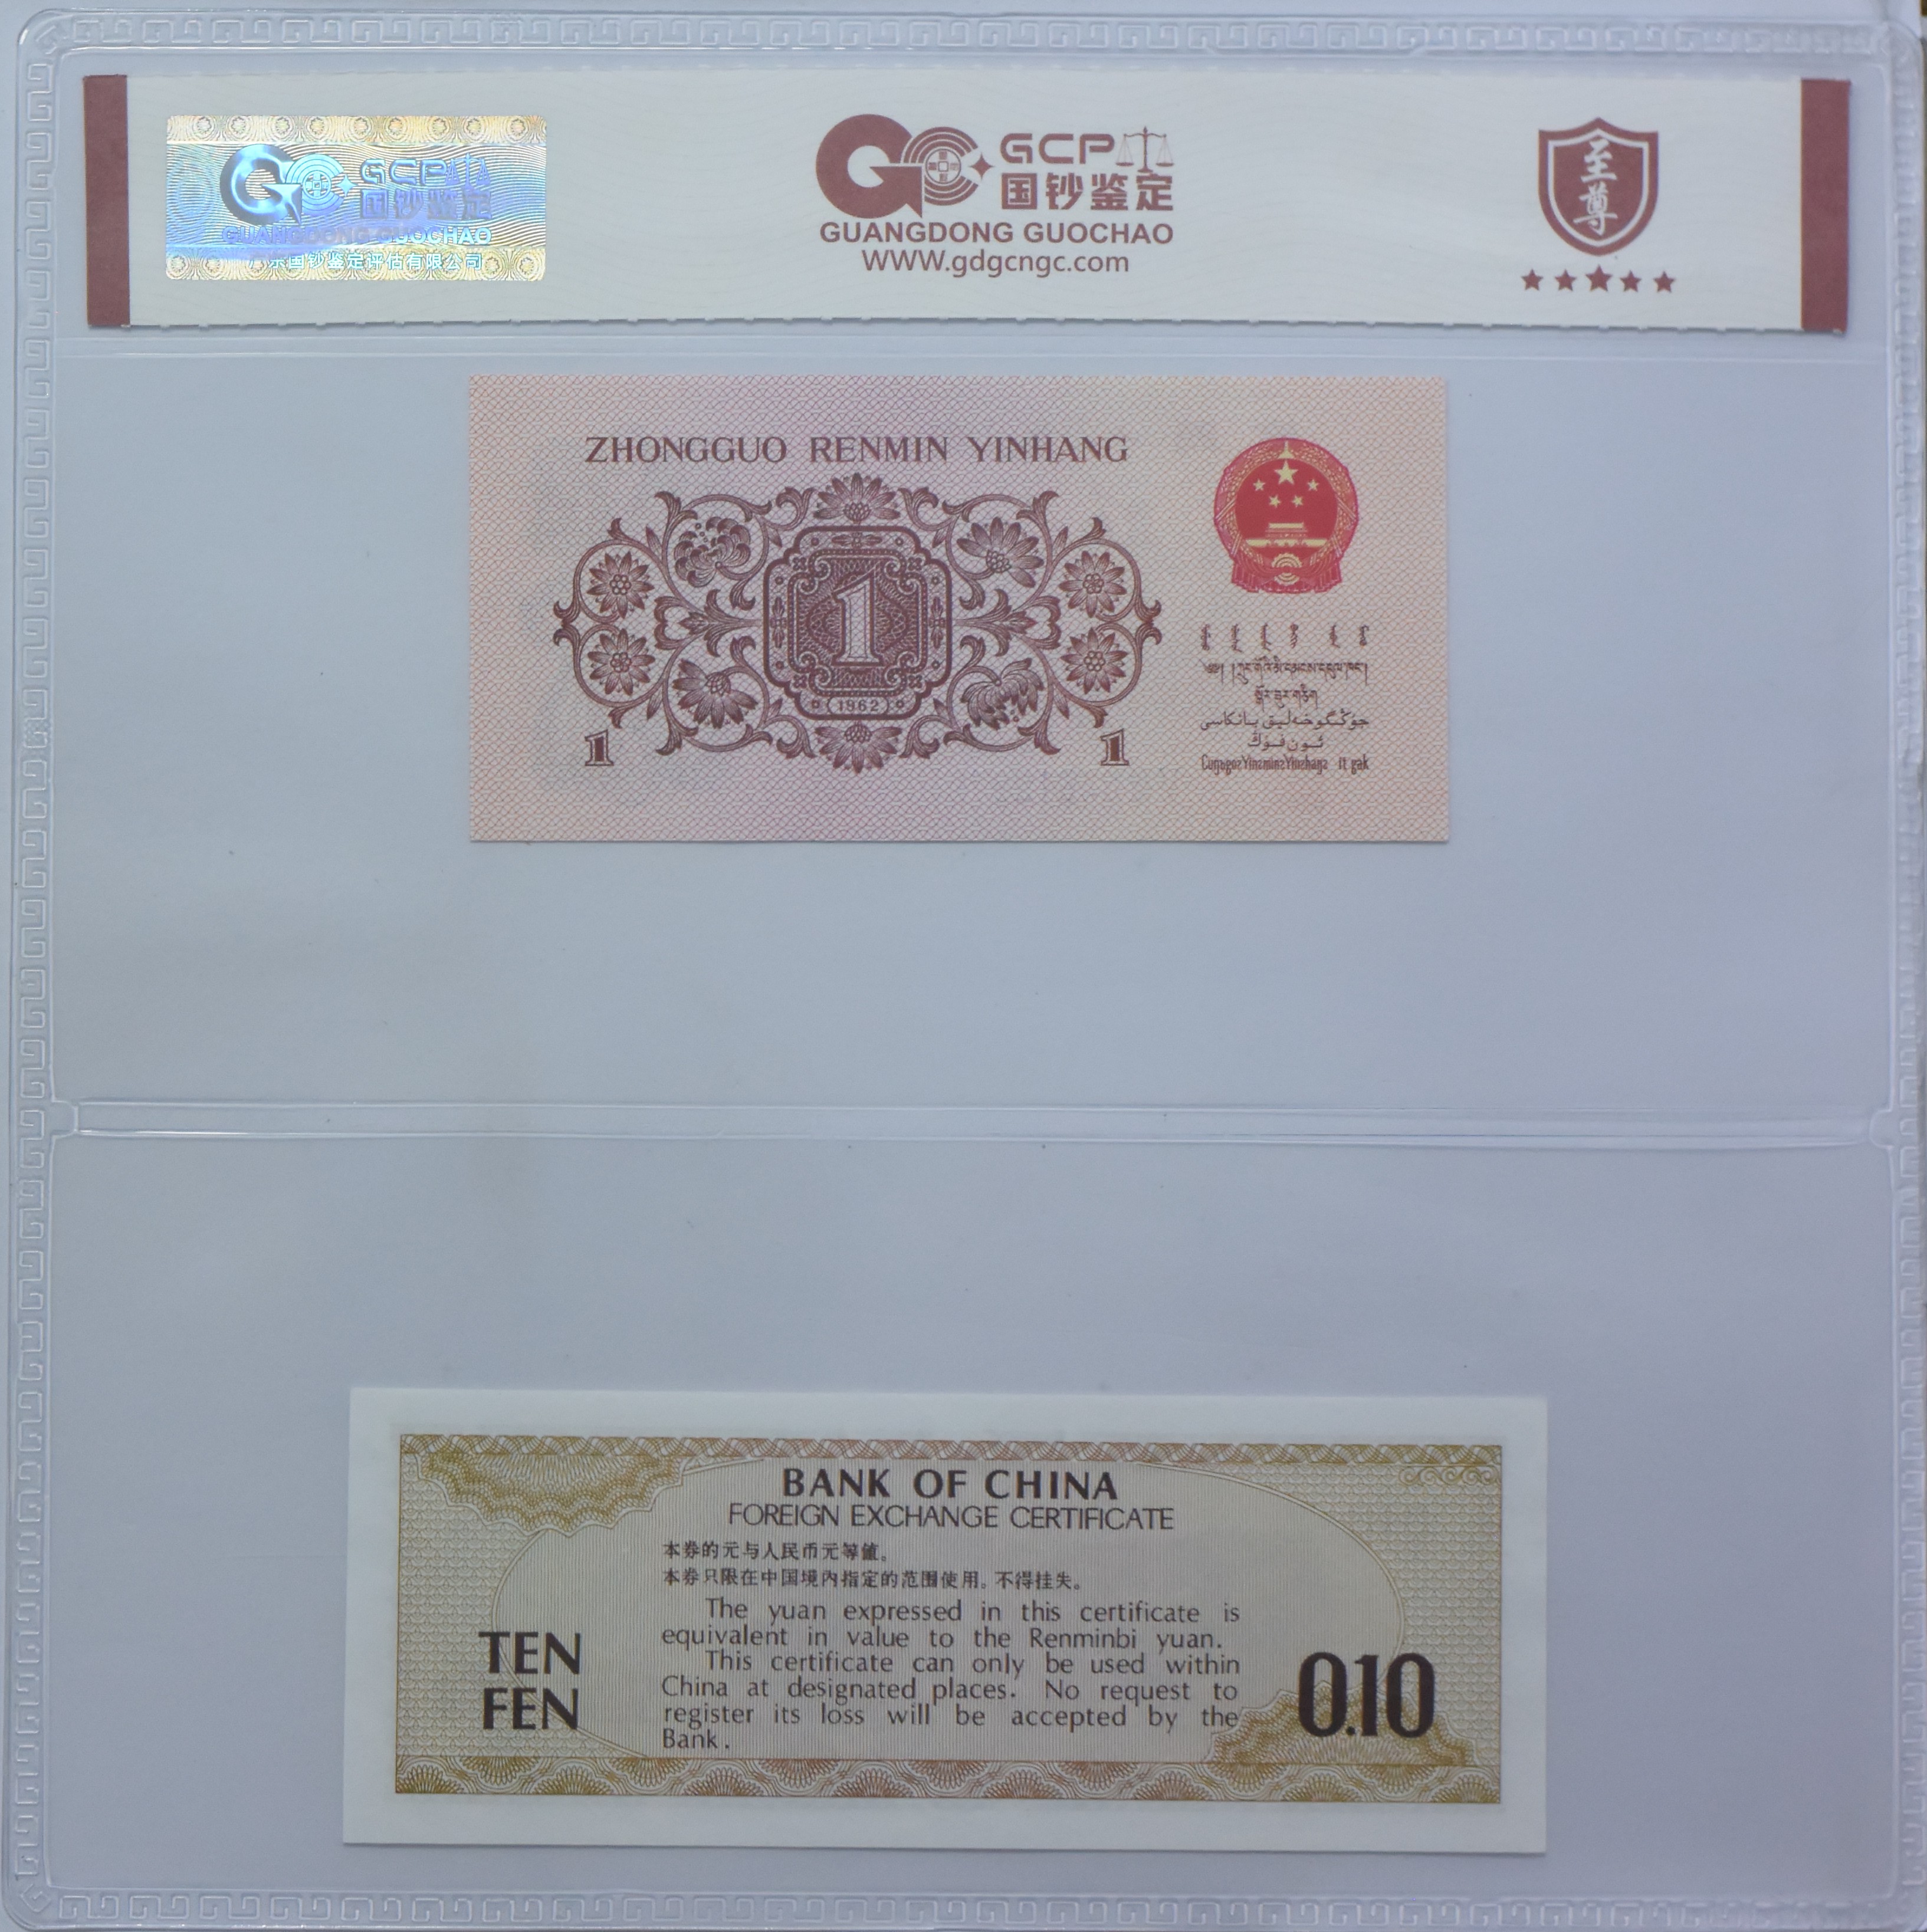 GCP
国钞鉴定
GUANGDONG GUOCHAO
广东国钞鉴定评估有限公司
GCP
国钞鉴定
GUANGDONG GUOCHAO
WWW.gdgcngc.com
至尊
ZHONGGUO RENMIN YINHANG
1
1962
1
1
جۇڭگو خەلىق بانكاسى
ئون فۇڭ
BANK OF CHINA
FOREIGN EXCHANGE CERTIFICATE
本券的元与人民币元等值。
本券只限在中国境内指定的范围使用。不得挂失。
The yuan expressed in this certificate is
equivalent in value to the Renminbi yuan.
This certificate can only be used within
China at designated places. No request to
register its loss will be accepted by the
Bank.
TEN
FEN
0.10